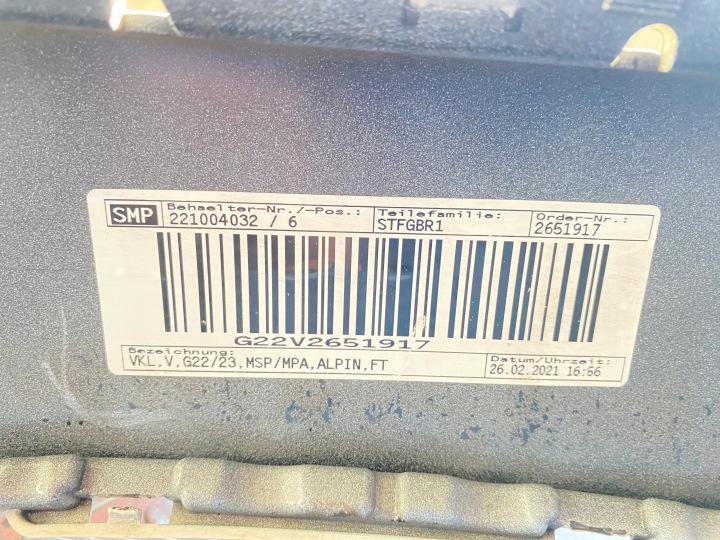 SMP
Behaelter-Nr./-Pos.:
221004032 / 6
Teilefamilie:
STFGBR1
Order-Nr.:
2651917
G22V2651917
Bezeichnung:
VKL,V,G22/23,MSP/MPA,ALPIN,FT
Datum/Uhrzeit:
26.02.2021 16:56